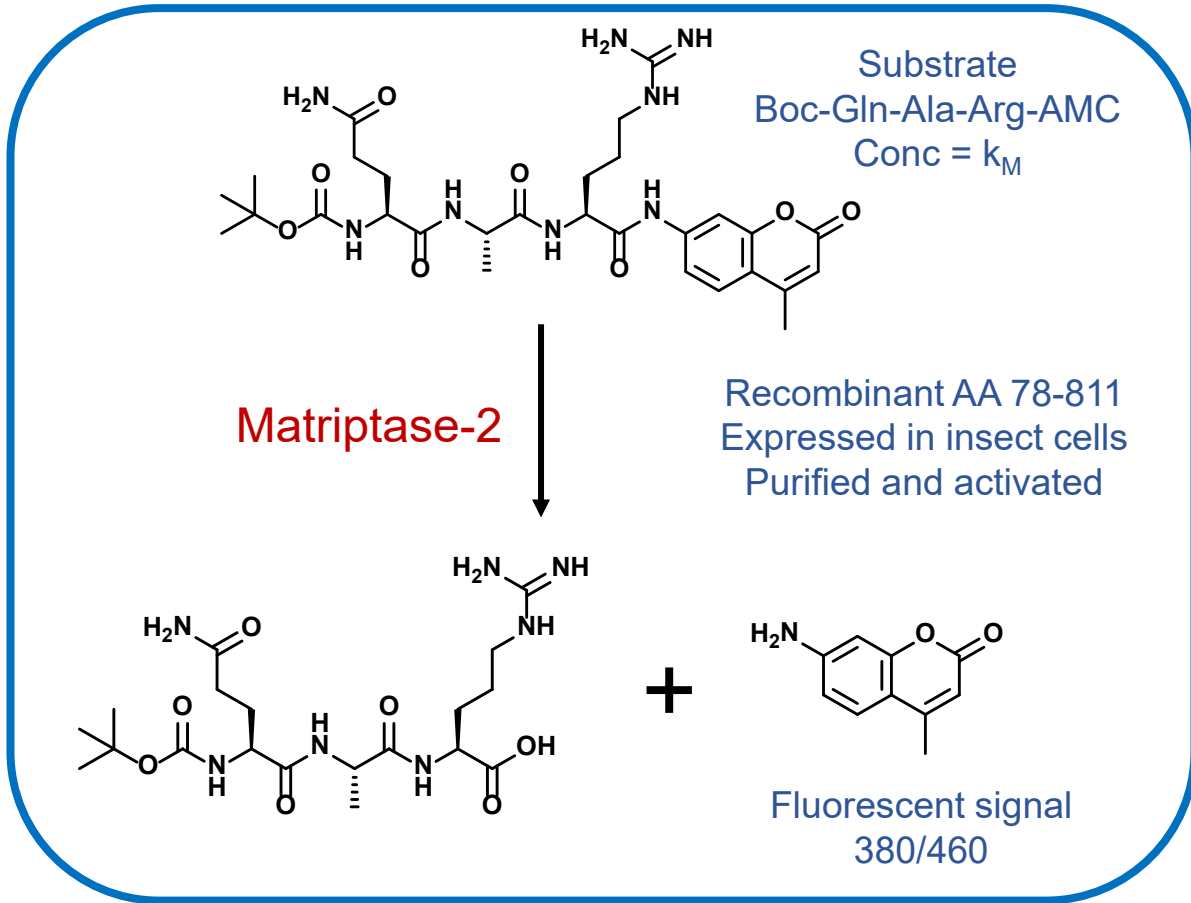 Substrate
Boc-Gln-Ala-Arg-AMC
Conc = kM
H2N NH
NH
H2N O
O H O H O O
O N N N
H O H O
Matriptase-2
Recombinant AA 78-811
Expressed in insect cells
Purified and activated
H2N NH
NH
H2N O
O H O OH
O N N N
H O H O
+
H2N O O
Fluorescent signal
380/460